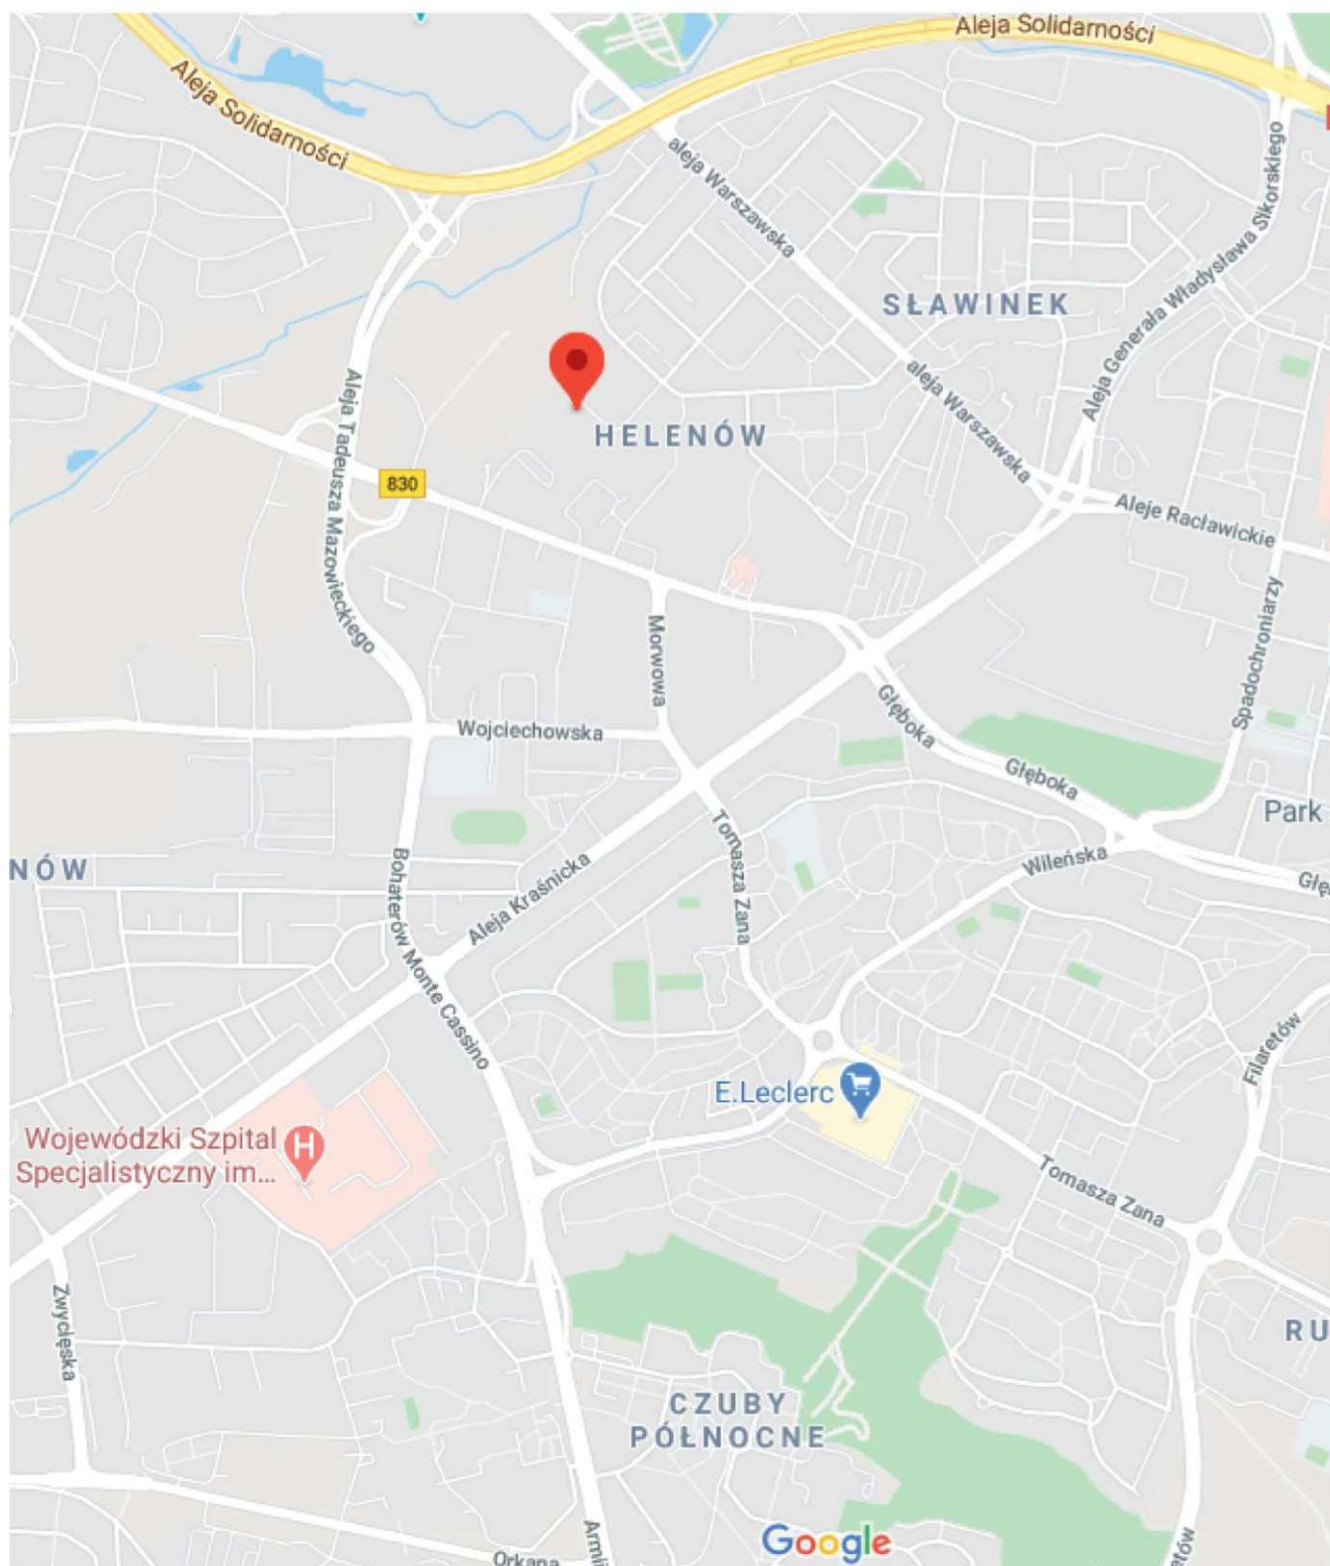 Aleja Solidarności
Aleja Solidarności
aleja Warszawska
Aleja Generała Władysława Sikorskiego
SŁAWINEK
aleja Warszawska
Aleja Tadeusza Mazowieckiego
HELENÓW
830
Aleje Racławickie
Spadochroniarzy
Morwowa
Wojciechowska
Głęboka
Głęboka
Park
Tomasza Zana
Wileńska
NÓW
Bohaterów Monte Cassino
Aleja Kraśnicka
Głę
Filaretów
E.Leclerc
Wojewódzki Szpital
Specjalistyczny im...
H
Tomasza Zana
Zwycięska
RU
CZUBY
PÓŁNOCNE
Google
Orkana
Armii